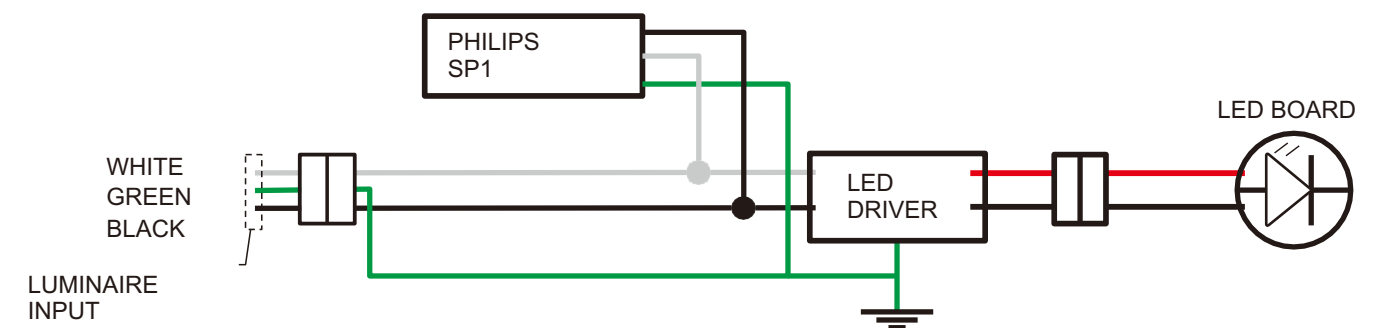 PHILIPS
SP1
LED BOARD
WHITE
GREEN
BLACK
LED
DRIVER
LUMINAIRE
INPUT